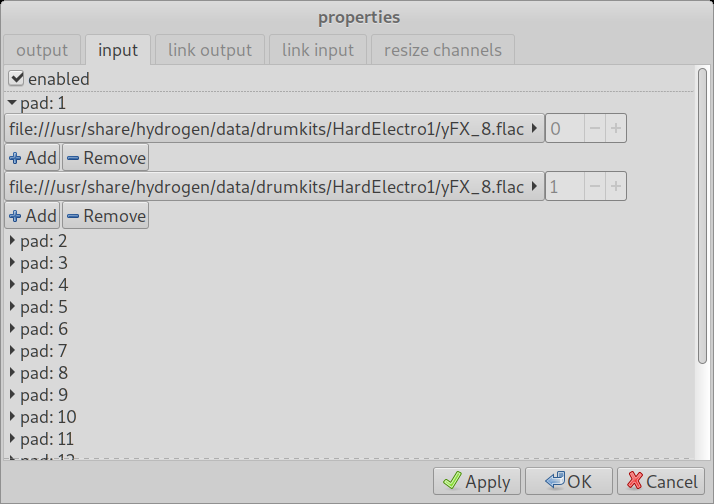 properties
output input link output link input resize channels
enabled
pad: 1
file:///usr/share/hydrogen/data/drumkits/HardElectro1/yFX_8.flac 0
Add Remove
file:///usr/share/hydrogen/data/drumkits/HardElectro1/yFX_8.flac 1
Add Remove
pad: 2
pad: 3
pad: 4
pad: 5
pad: 6
pad: 7
pad: 8
pad: 9
pad: 10
pad: 11
pad: 12
Apply OK Cancel